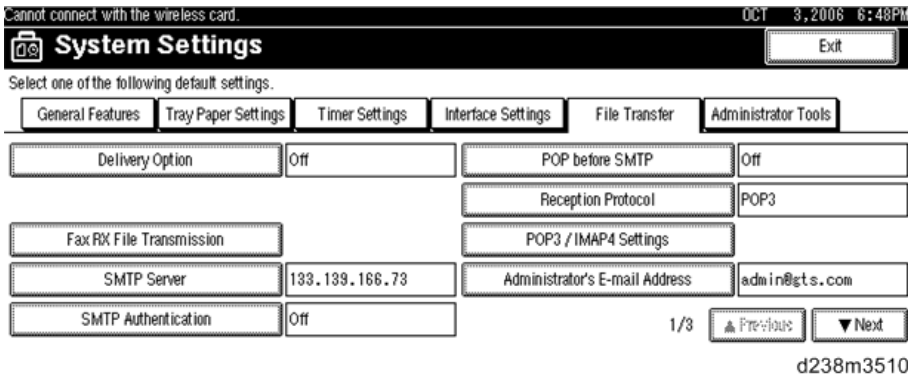 Cannot connect with the wireless card. OCT 3,2006 6:48PM
System Settings Exit
Select one of the following default settings.
General Features Tray Paper Settings Timer Settings Interface Settings File Transfer Administrator Tools
Delivery Option Off POP before SMTP Off
Reception Protocol POP3
Fax RX File Transmission POP3 / IMAP4 Settings
SMTP Server 133.139.166.73 Administrator's E-mail Address admin@gts.com
SMTP Authentication Off 1/3 ▲ Previous ▼ Next
d238m3510